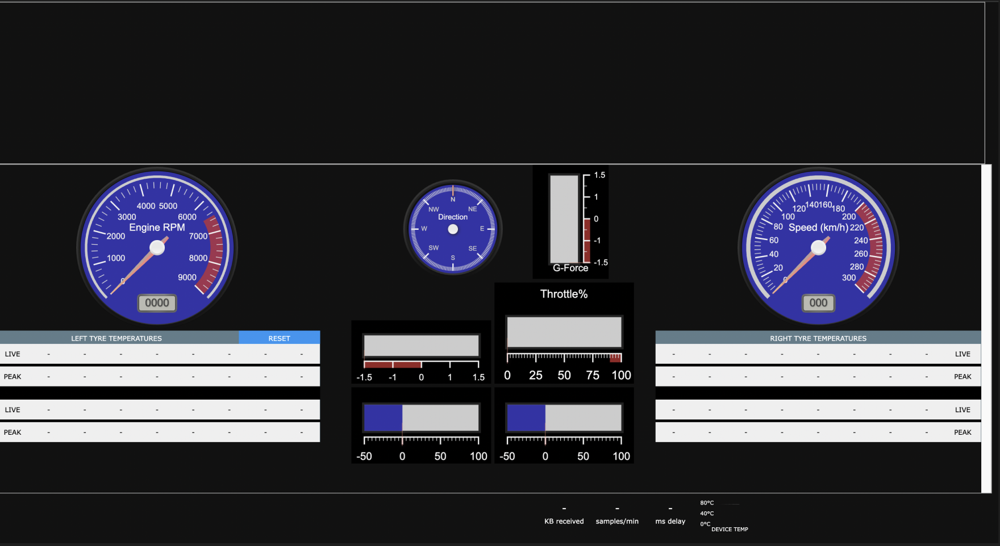 4000 5000
3000 6000
Engine RPM
2000 7000
1000 8000
0 9000
0000
N
NW NE
Direction
W E
SW SE
S
1.5
1
0
-1
-1.5
G-Force
120 140 160 180
100 200
80 Speed (km/h) 220
60 240
40 260
20 280
0 300
000
Throttle%
0 25 50 75 100
-1.5 -1 0 1 1.5
-50 0 50 100
-50 0 50 100
LEFT TYRE TEMPERATURES RESET
LIVE - - - - - - - -
PEAK - - - - - - - -
LIVE - - - - - - - -
PEAK - - - - - - - -
RIGHT TYRE TEMPERATURES
- - - - - - - - LIVE
- - - - - - - - PEAK
- - - - - - - - LIVE
- - - - - - - - PEAK
- - -
KB received samples/min ms delay
80°C
40°C
0°C
DEVICE TEMP